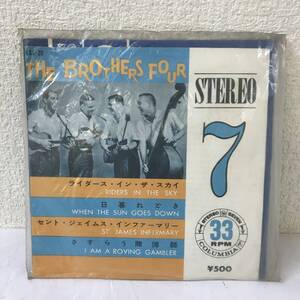 THE BROTHERS FOUR
STEREO
7
ライダース・イン・ザ・スカイ
RIDERS IN THE SKY
日暮れどき
WHEN THE SUN GOES DOWN
セント・ジェイムス・インファーマリー
ST. JAMES INFIRMARY
さすらう賭博師
I AM A ROVING GAMBLER
STEREO SEVEN
33
RPM
COLUMBIA
¥500